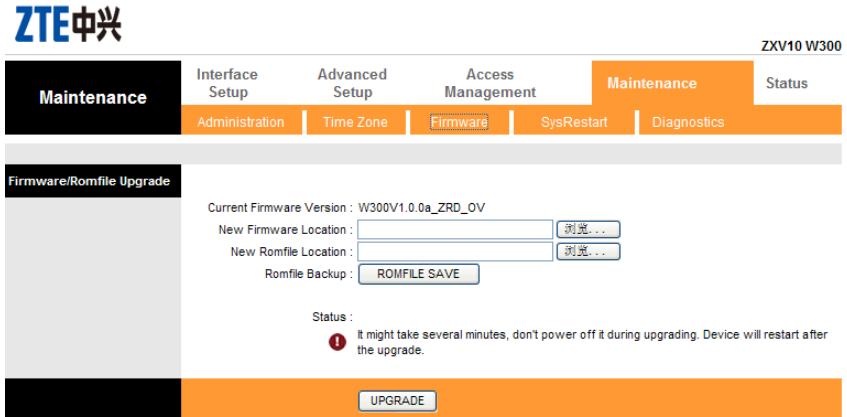 ZTE中兴
ZXV10 W300
Maintenance
Interface Setup
Advanced Setup
Access Management
Maintenance
Status
Administration
Time Zone
Firmware
SysRestart
Diagnostics
Firmware/Romfile Upgrade
Current Firmware Version : W300V1.0.0a_ZRD_OV
New Firmware Location : 浏览...
New Romfile Location : 浏览...
Romfile Backup : ROMFILE SAVE
Status :
It might take several minutes, don't power off it during upgrading. Device will restart after
the upgrade.
UPGRADE